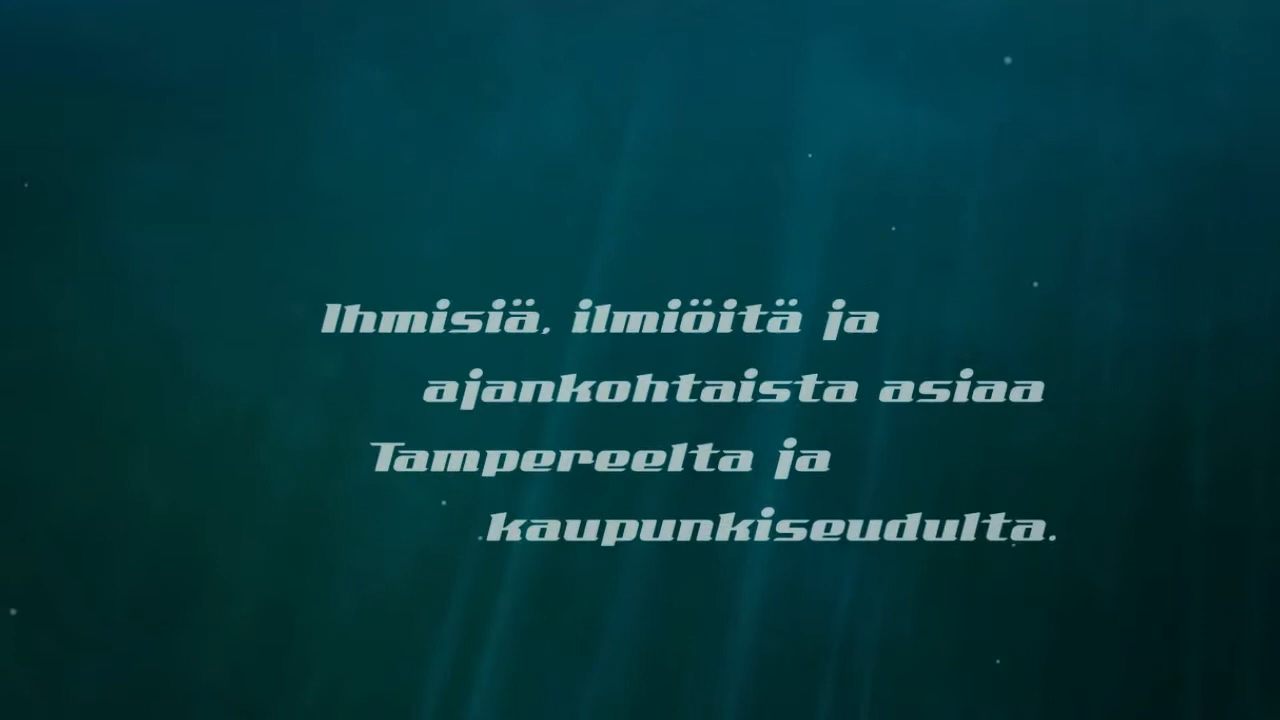 Ihmisiä, ilmiöitä ja
ajankohtaista asiaa
Tampereelta ja
kaupunkiseudulta.